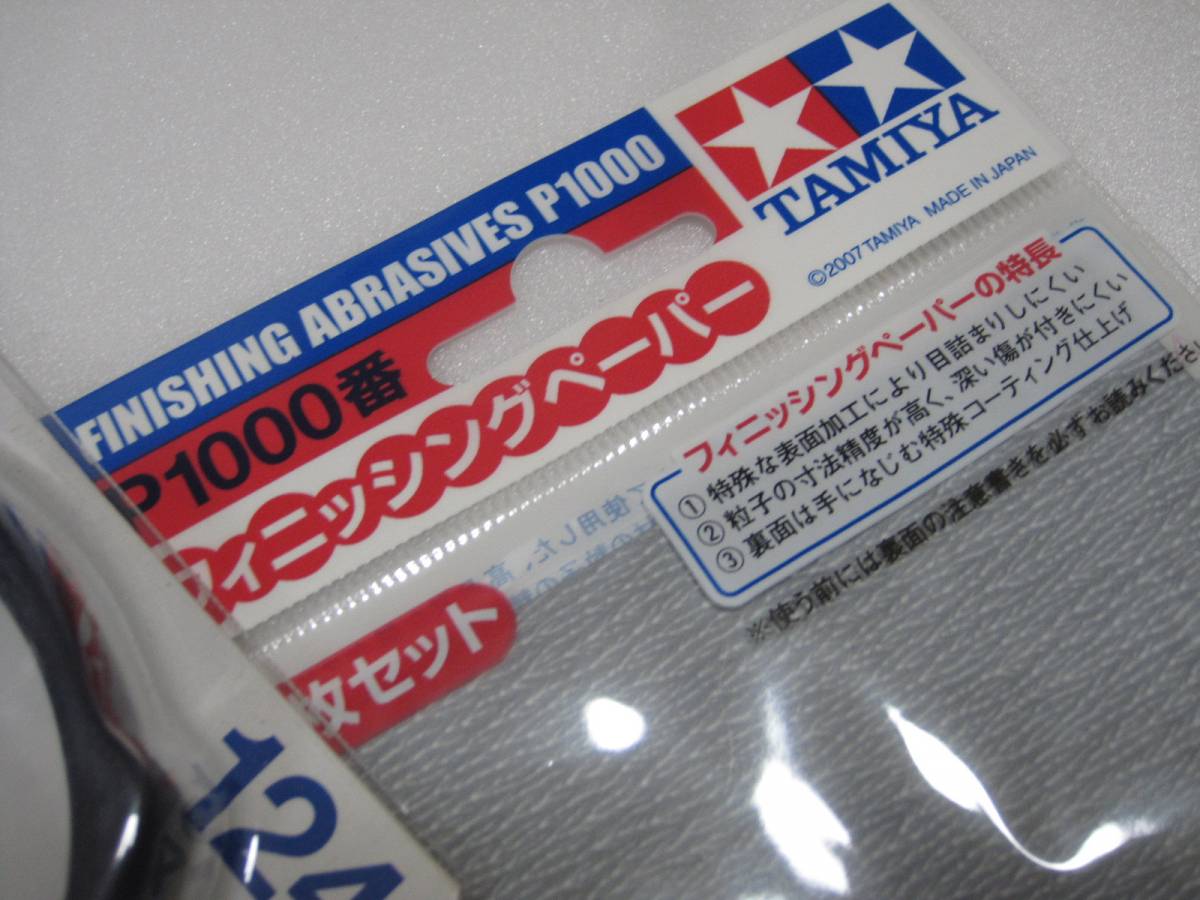 TAMIYA
FINISHING ABRASIVES P1000
P1000番
©2007 TAMIYA MADE IN JAPAN
フィニッシングペーパー
フィニッシングペーパーの特長
① 特殊な表面加工により目詰まりしにくい
② 粒子の寸法精度が高く、深い傷が付きにくい
③ 裏面は手になじむ特殊コーティング仕上げ
※使う前には裏面の注意書きを必ずお読みくださ
枚セット
124